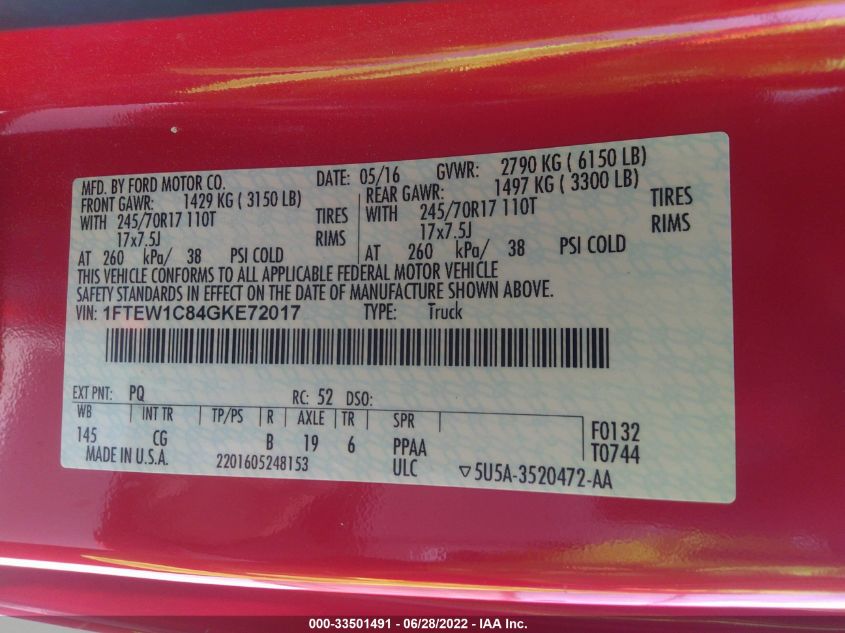 MFD. BY FORD MOTOR CO. DATE: 05/16 GVWR: 2790 KG ( 6150 LB)
FRONT GAWR: 1429 KG ( 3150 LB) REAR GAWR: 1497 KG ( 3300 LB)
WITH 245/70R17 110T TIRES WITH 245/70R17 110T TIRES
17x7.5J RIMS 17x7.5J RIMS
AT 260 kPa/ 38 PSI COLD AT 260 kPa/ 38 PSI COLD
THIS VEHICLE CONFORMS TO ALL APPLICABLE FEDERAL MOTOR VEHICLE
SAFETY STANDARDS IN EFFECT ON THE DATE OF MANUFACTURE SHOWN ABOVE.
VIN: 1FTEW1C84GKE72017 TYPE: Truck
EXT PNT: PQ RC: 52 DSO:
WB INT TR TP/PS R AXLE TR SPR
145 CG B 19 6 PPAA F0132
MADE IN U.S.A. 2201605248153 ULC T0744
▽5U5A-3520472-AA
000-33501491 - 06/28/2022 - IAA Inc.